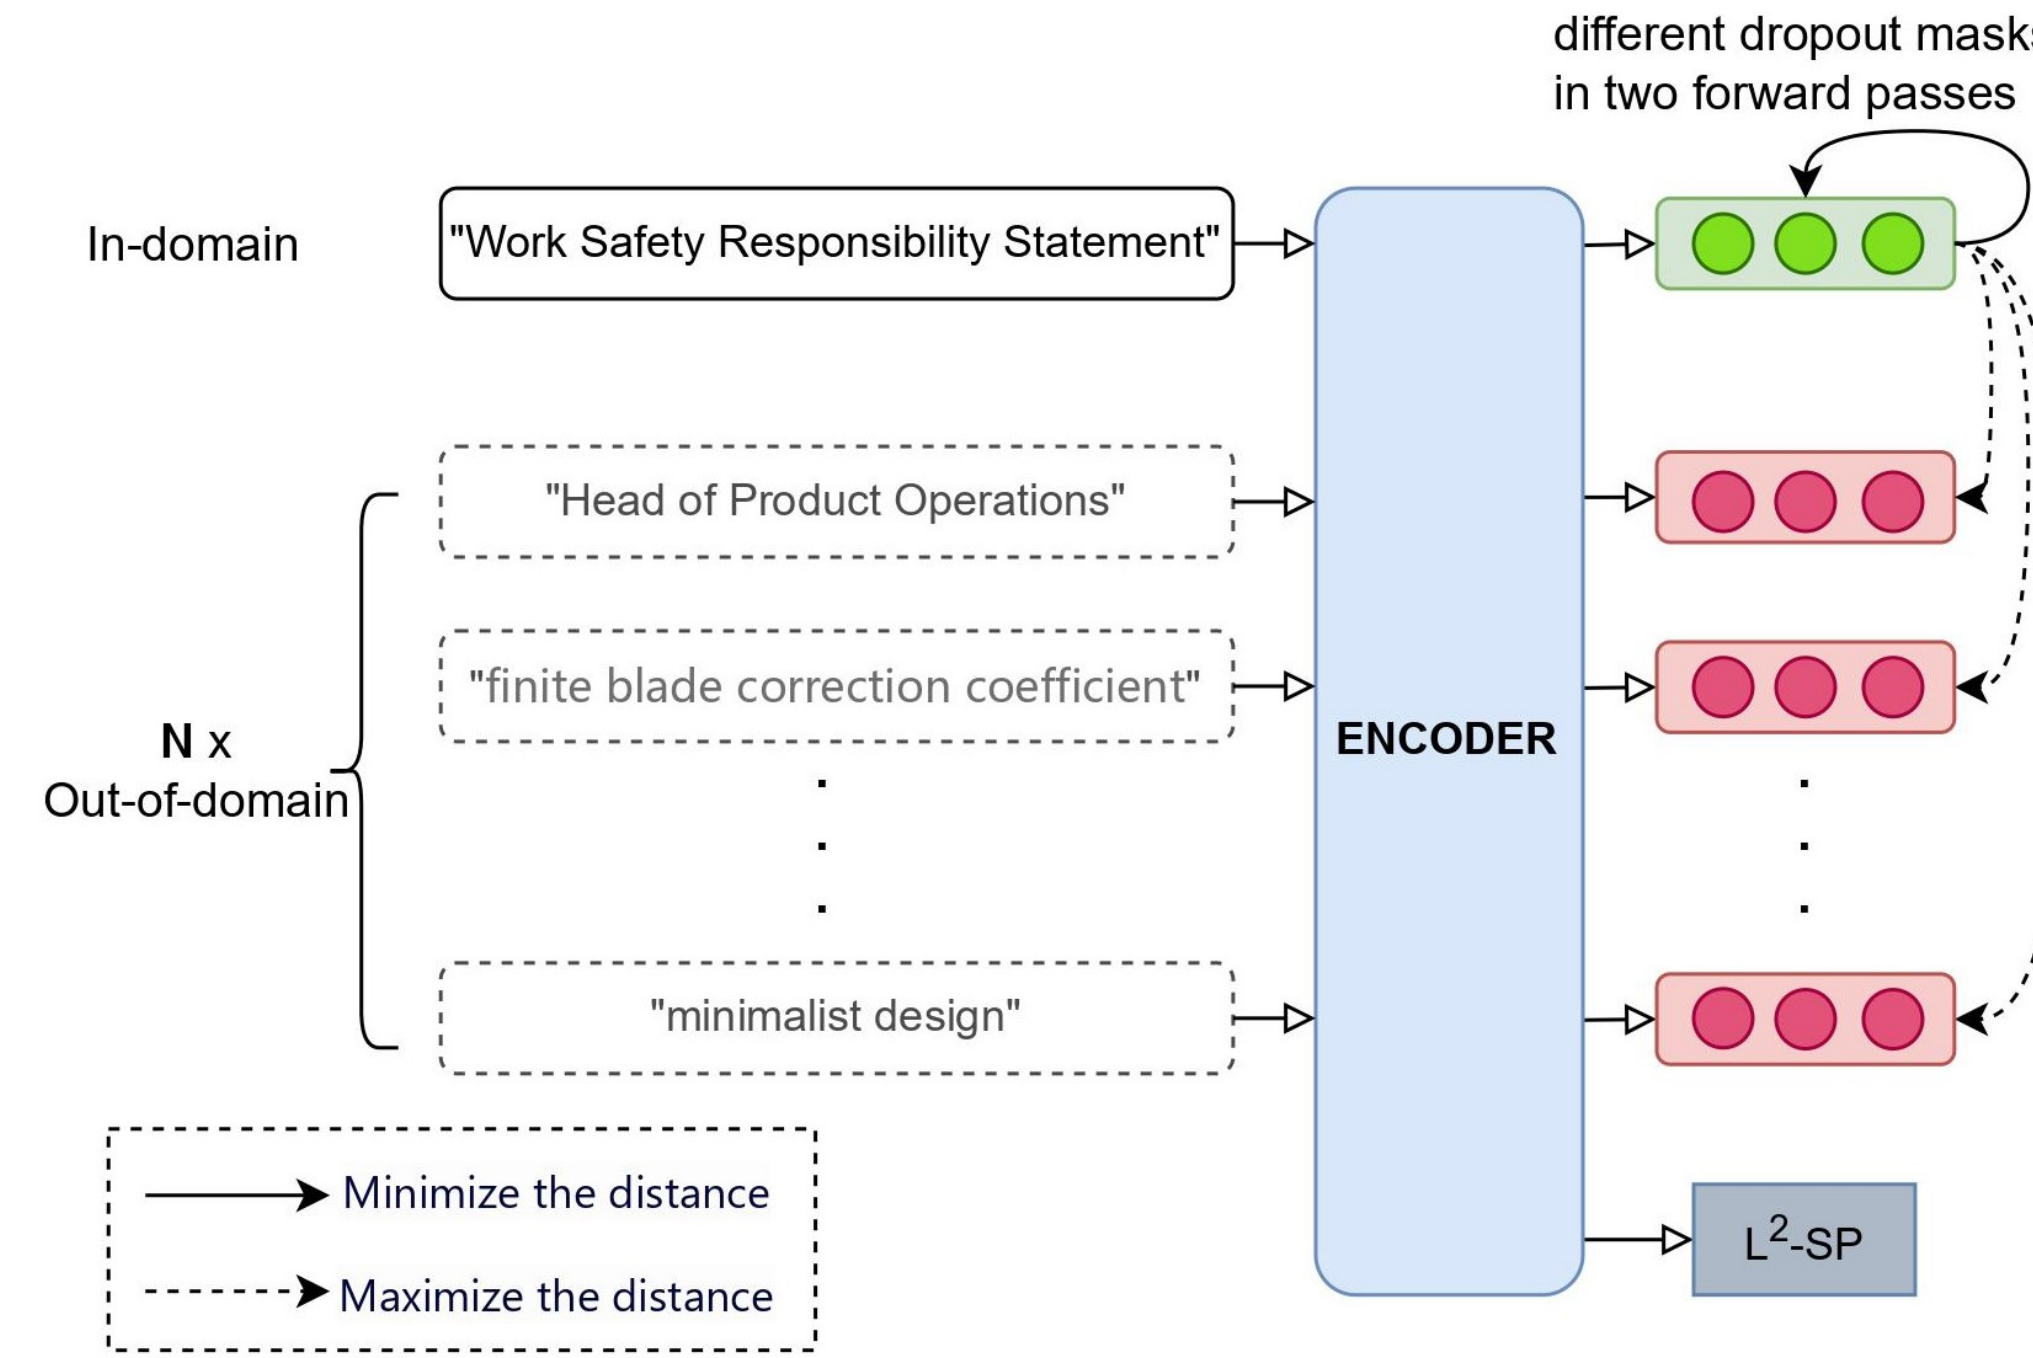 different dropout masks
in two forward passes
In-domain
"Work Safety Responsibility Statement"
"Head of Product Operations"
"finite blade correction coefficient"
N x
Out-of-domain
ENCODER
"minimalist design"
Minimize the distance
Maximize the distance
L²-SP